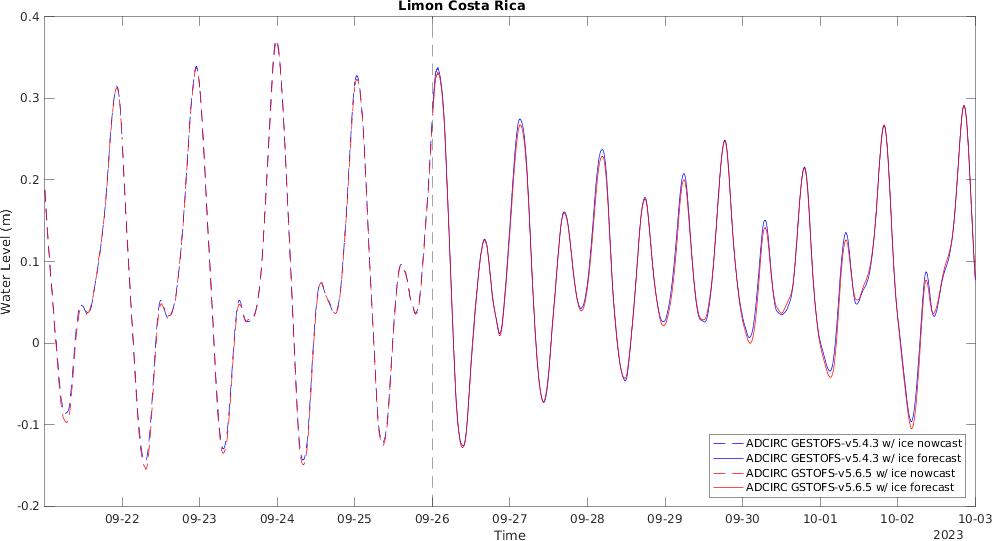 Limon Costa Rica
0.4
0.3
0.2
0.1
0
-0.1
-0.2
Water Level (m)
ADCIRC GESTOFS-v5.4.3 w/ ice nowcast
ADCIRC GESTOFS-v5.4.3 w/ ice forecast
ADCIRC GSTOFS-v5.6.5 w/ ice nowcast
ADCIRC GSTOFS-v5.6.5 w/ ice forecast
09-22 09-23 09-24 09-25 09-26 09-27 09-28 09-29 09-30 10-01 10-02 10-03
Time
2023